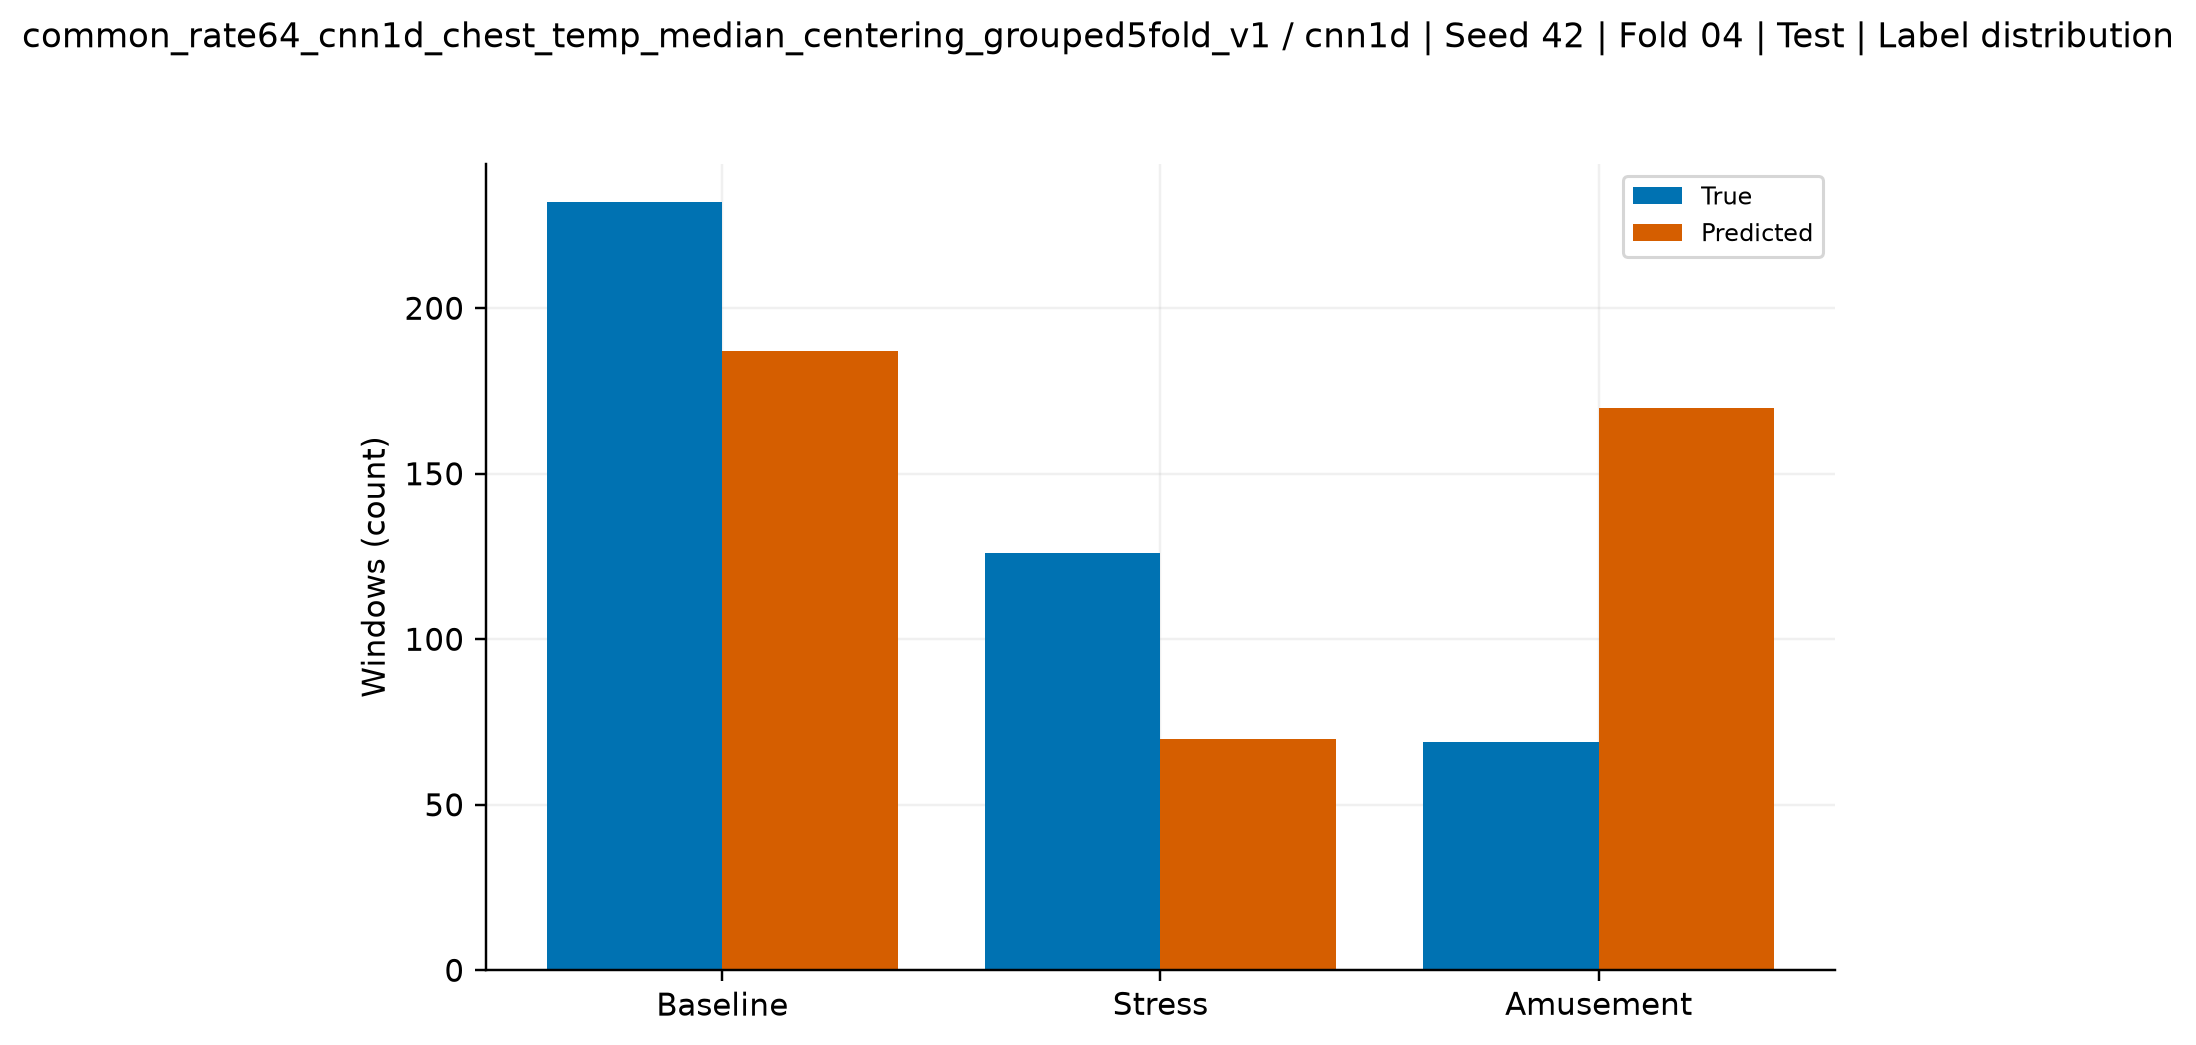 common_rate64_cnn1d_chest_temp_median_centering_grouped5fold_v1 / cnn1d | Seed 42 | Fold 04 | Test | Label distribution
True
Predicted
200
150
100
50
0
Windows (count)
Baseline
Stress
Amusement